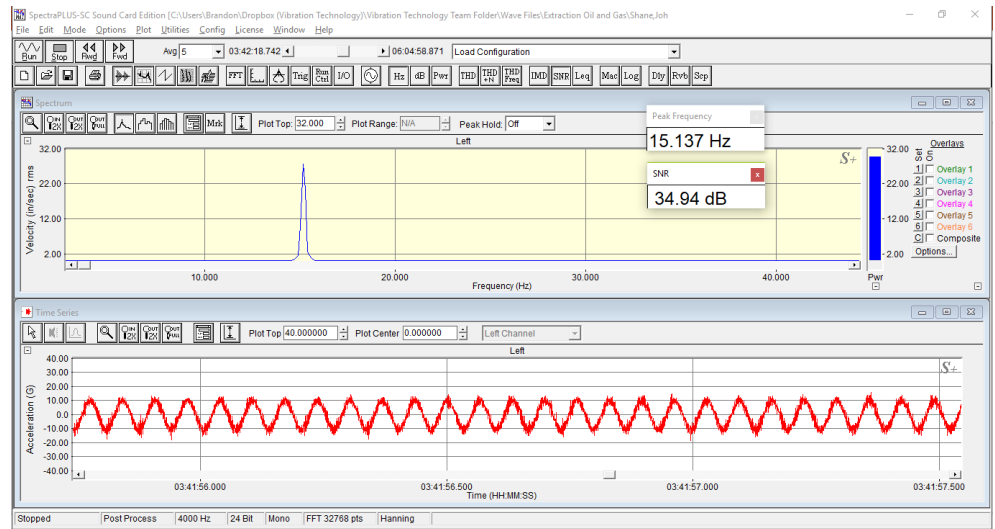 SpectraPLUS-SC Sound Card Edition [C:\Users\Brandon\Dropbox (Vibration Technology)\Vibration Technology Team Folder\Wave Files\Extraction Oil and Gas\Shane,Joh
File Edit Mode Options Plot Utilities Config License Window Help
Run Stop Rwd Fwd Avg 5 03:42:18.742 06:04:58.871 Load Configuration
FFT Trig Run Ctrl I/O Hz dB Pwr THD THD +N THD Freq IMD SNR Leq Mac Log Dly Rvb Scp
Spectrum
IN 2X OUT 2X OUT FULL Mrk Plot Top: 32.000 Plot Range: N/A Peak Hold: Off
Peak Frequency
15.137 Hz
SNR
34.94 dB
Left
S+
Velocity (in/sec) rms
32.00
22.00
12.00
2.00
10.000 20.000 30.000 40.000
Frequency (Hz)
32.00
22.00
12.00
2.00
Pwr
Set
On
Overlays
1 Overlay 1
2 Overlay 2
3 Overlay 3
4 Overlay 4
5 Overlay 5
6 Overlay 6
C Composite
Options...
Time Series
IN 2X OUT 2X OUT FULL Plot Top 40.000000 Plot Center 0.000000 Left Channel
Left
S+
Acceleration (G)
40.00
30.00
20.00
10.00
0.0
-10.00
-20.00
-30.00
-40.00
03:41:56.000 03:41:56.500 03:41:57.000 03:41:57.500
Time (HH:MM:SS)
Stopped Post Process 4000 Hz 24 Bit Mono FFT 32768 pts Hanning